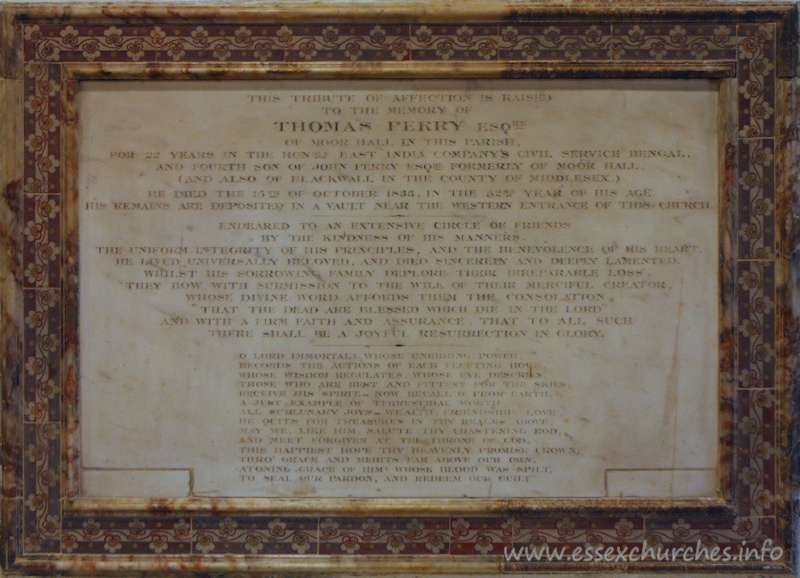 THIS TRIBUTE OF AFFECTION IS RAISED
TO THE MEMORY OF
THOMAS PERRY ESQRE
OF MOOR HALL IN THIS PARISH,
FOR 22 YEARS IN THE HONBLE EAST INDIA COMPANY'S CIVIL SERVICE BENGAL,
AND FOURTH SON OF JOHN PERRY ESQRE FORMERLY OF MOOR HALL,
(AND ALSO OF BLACKWALL IN THE COUNTY OF MIDDLESEX.)
HE DIED THE 15TH OF OCTOBER 1835, IN THE 52ND YEAR OF HIS AGE.
HIS REMAINS ARE DEPOSITED IN A VAULT NEAR THE WESTERN ENTRANCE OF THIS CHURCH.
ENDEARED TO AN EXTENSIVE CIRCLE OF FRIENDS
BY THE KINDNESS OF HIS MANNERS,
THE UNIFORM INTEGRITY OF HIS PRINCIPLES, AND THE BENEVOLENCE OF HIS HEART,
HE LIVED UNIVERSALLY BELOVED, AND DIED SINCERELY AND DEEPLY LAMENTED.
WHILST HIS SORROWING FAMILY DEPLORE THEIR IRREPARABLE LOSS,
THEY BOW WITH SUBMISSION TO THE WILL OF THEIR MERCIFUL CREATOR,
WHOSE DIVINE WORD AFFORDS THEM THE CONSOLATION,
"THAT THE DEAD ARE BLESSED WHICH DIE IN THE LORD"
AND WITH A FIRM FAITH AND ASSURANCE, THAT TO ALL SUCH
THERE SHALL BE A JOYFUL RESURRECTION IN GLORY.
O LORD IMMORTAL! WHOSE UNERRING POWER
RECORDS THE ACTIONS OF EACH FLEETING HOUR,
WHOSE WISDOM REGULATES, WHOSE EYE DESCRIES
THOSE WHO ARE BEST AND FITTEST FOR THE SKIES,
RECEIVE HIS SPIRIT, NOW RECALL'D FROM EARTH,
A JUST EXAMPLE OF TERRESTRIAL WORTH
ALL SUBLUNARY JOYS, WEALTH, FRIENDSHIP, LOVE
HE QUITS FOR TREASURES IN THY REALMS ABOVE;
MAY WE, LIKE HIM SALUTE THY CHASTENING ROD,
AND MEET FORGIVEN AT THE THRONE OF GOD,
THIS HAPPIEST HOPE THY HEAVENLY PROMISE CROWN,
THRO' GRACE AND MERITS FAR ABOVE OUR OWN,
ATONING GRACE OF HIM! WHOSE BLOOD WAS SPILT,
TO SEAL OUR PARDON, AND REDEEM OUR GUILT
www.essexchurches.info